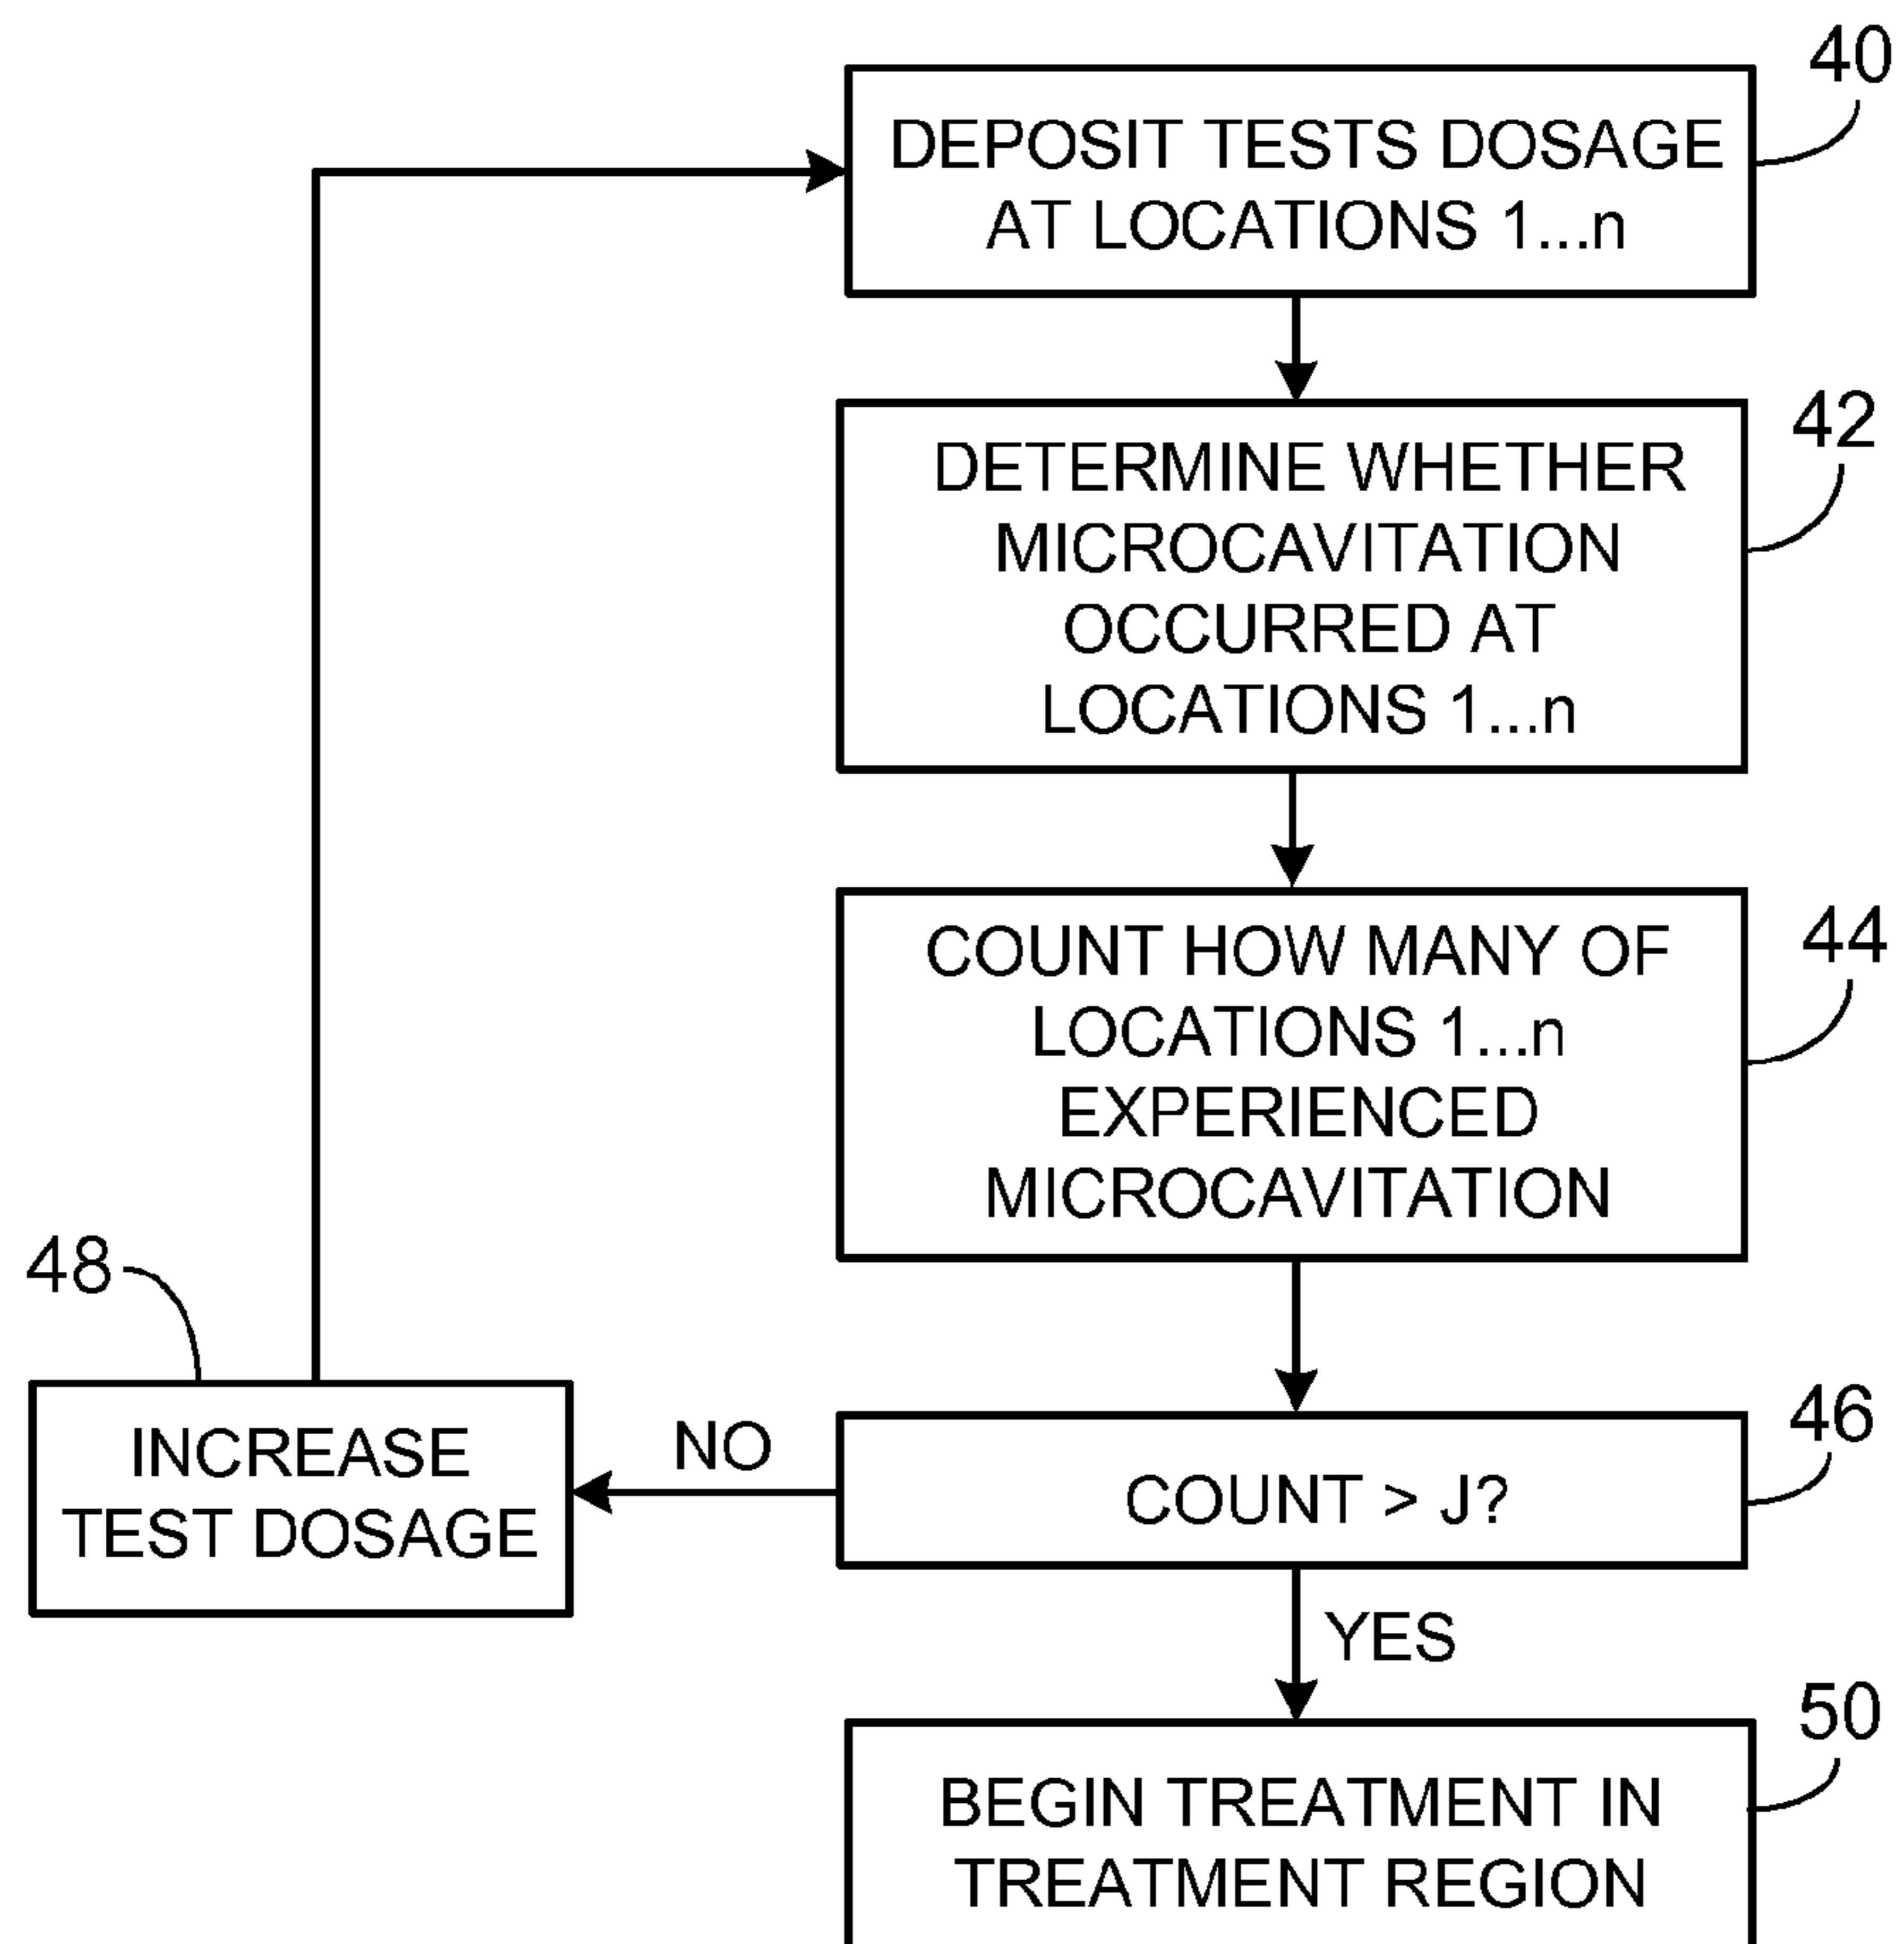 40
DEPOSIT TESTS DOSAGE
AT LOCATIONS 1...n
42
DETERMINE WHETHER
MICROCAVITATION
OCCURRED AT
LOCATIONS 1...n
44
COUNT HOW MANY OF
LOCATIONS 1...n
EXPERIENCED
MICROCAVITATION
48
INCREASE
TEST DOSAGE
NO
46
COUNT > J?
YES
50
BEGIN TREATMENT IN
TREATMENT REGION